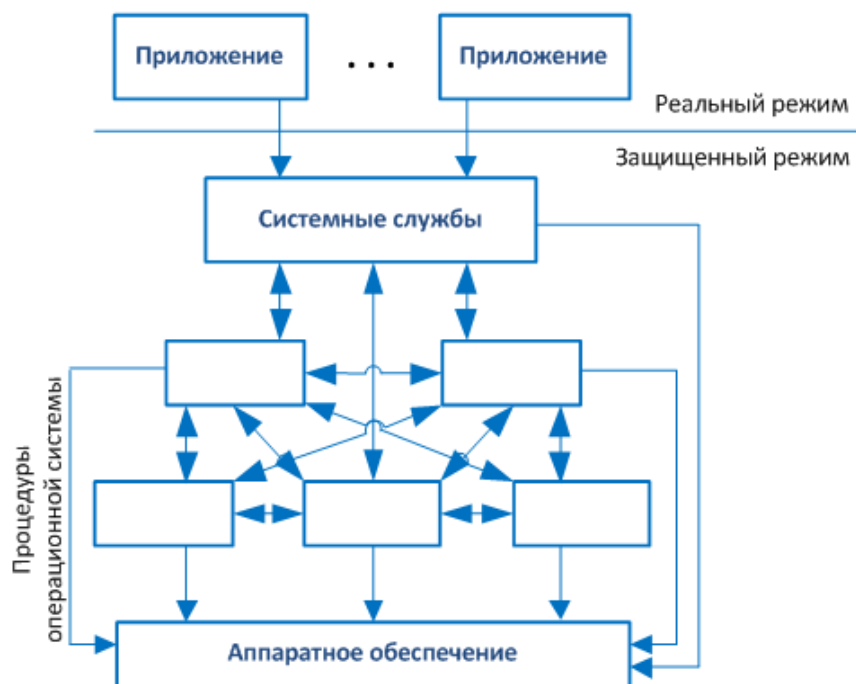 Приложение
. . .
Приложение
Реальный режим
Защищенный режим
Системные службы
Процедуры
операционной системы
Аппаратное обеспечение